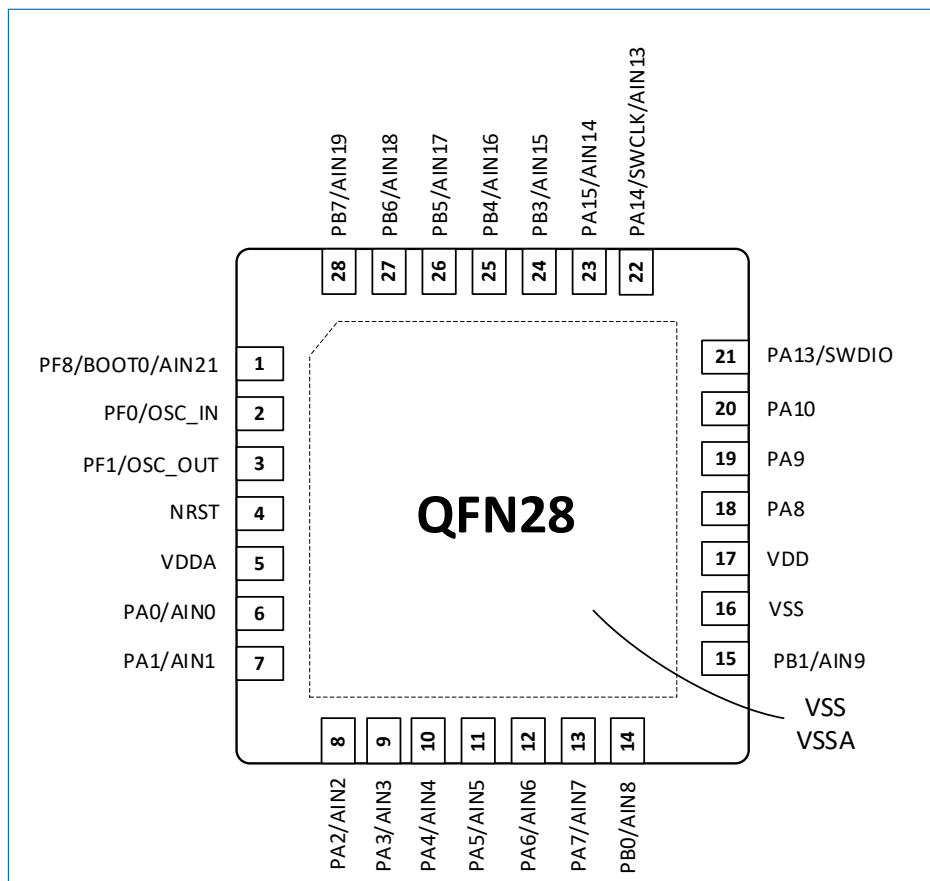 PB7/AIN19
PB6/AIN18
PB5/AIN17
PB4/AIN16
PB3/AIN15
PA15/AIN14
PA14/SWCLK/AIN13
28
27
26
25
24
23
22
PF8/BOOT0/AIN21
1
PF0/OSC_IN
2
PF1/OSC_OUT
3
NRST
4
VDDA
5
PA0/AIN0
6
PA1/AIN1
7
QFN28
21
PA13/SWDIO
20
PA10
19
PA9
18
PA8
17
VDD
16
VSS
15
PB1/AIN9
VSS
VSSA
8
9
10
11
12
13
14
PA2/AIN2
PA3/AIN3
PA4/AIN4
PA5/AIN5
PA6/AIN6
PA7/AIN7
PB0/AIN8